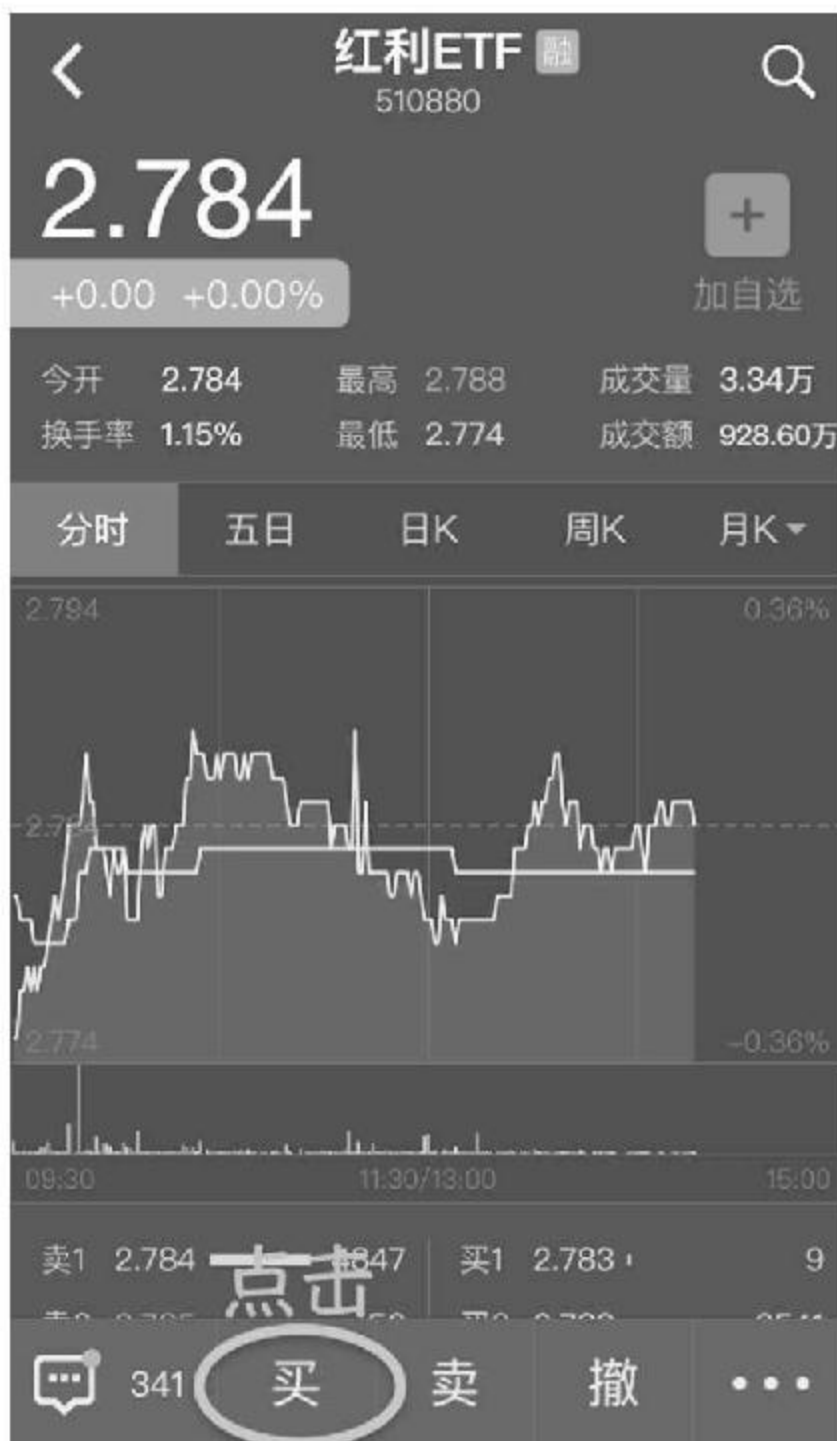 红利ETF 融
510880
2.784
+0.00 +0.00%
加自选
今开 2.784 最高 2.788 成交量 3.34万
换手率 1.15% 最低 2.774 成交额 928.60万
分时 五日 日K 周K 月K
2.794 0.36%
2.784
2.774 -0.36%
09:30 11:30/13:00 15:00
卖1 2.784 买1 2.783 9
点击
341 买 卖 撤